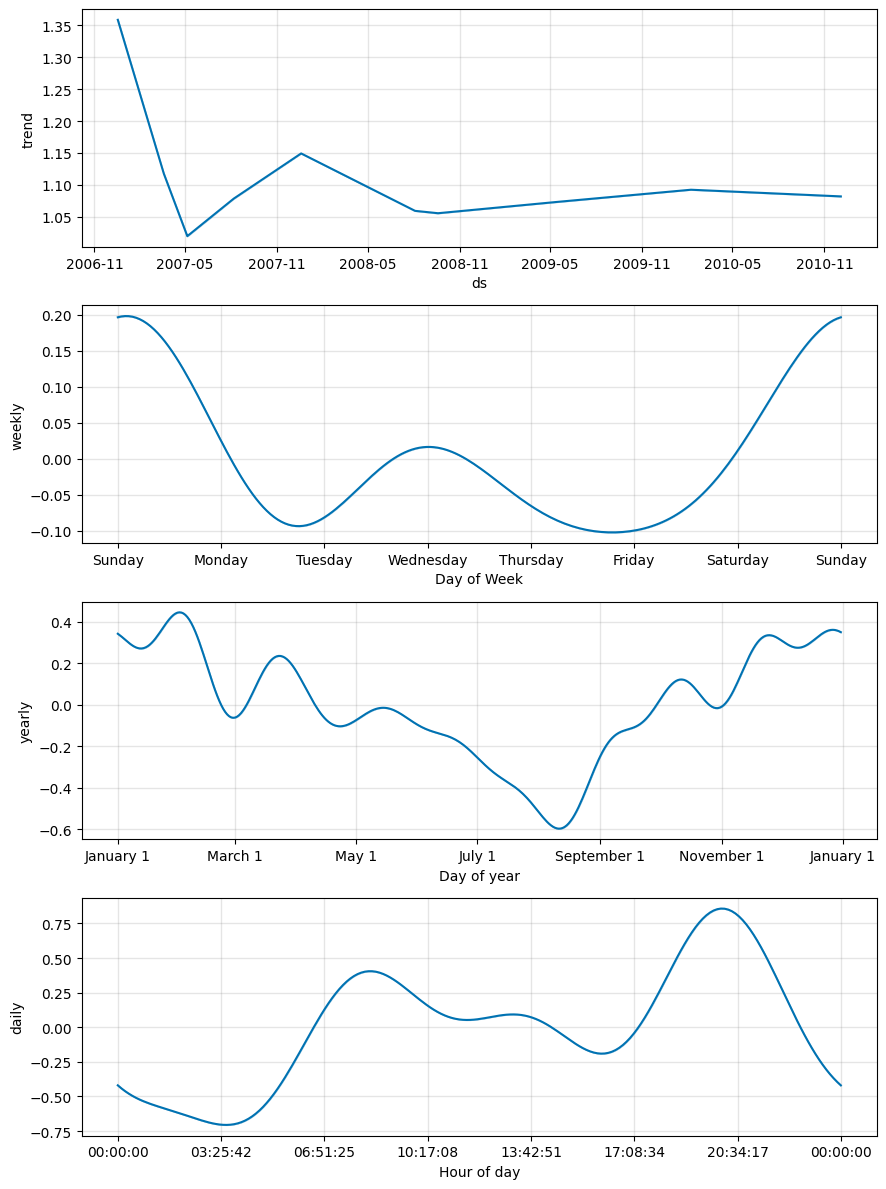 1.35
1.30
1.25
1.20
1.15
1.10
1.05
trend
2006-11 2007-05 2007-11 2008-05 2008-11 2009-05 2009-11 2010-05 2010-11
ds
0.20
0.15
0.10
0.05
0.00
−0.05
−0.10
weekly
Sunday Monday Tuesday Wednesday Thursday Friday Saturday Sunday
Day of Week
0.4
0.2
0.0
−0.2
−0.4
−0.6
yearly
January 1 March 1 May 1 July 1 September 1 November 1 January 1
Day of year
0.75
0.50
0.25
0.00
−0.25
−0.50
−0.75
daily
00:00:00 03:25:42 06:51:25 10:17:08 13:42:51 17:08:34 20:34:17 00:00:00
Hour of day